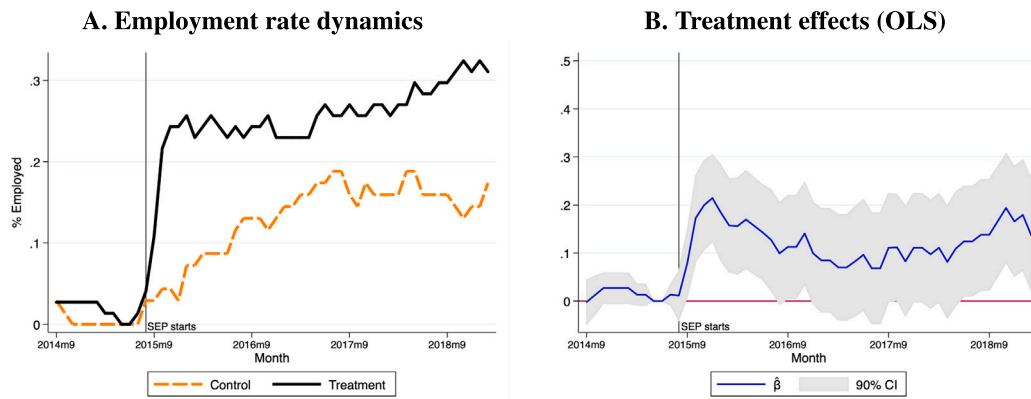 A. Employment rate dynamics
% Employed
.3
.2
.1
0
SEP starts
2014m9 2015m9 2016m9 2017m9 2018m9
Month
Control Treatment
B. Treatment effects (OLS)
.5
.4
.3
.2
.1
0
SEP starts
2014m9 2015m9 2016m9 2017m9 2018m9
Month
β̂ 90% CI